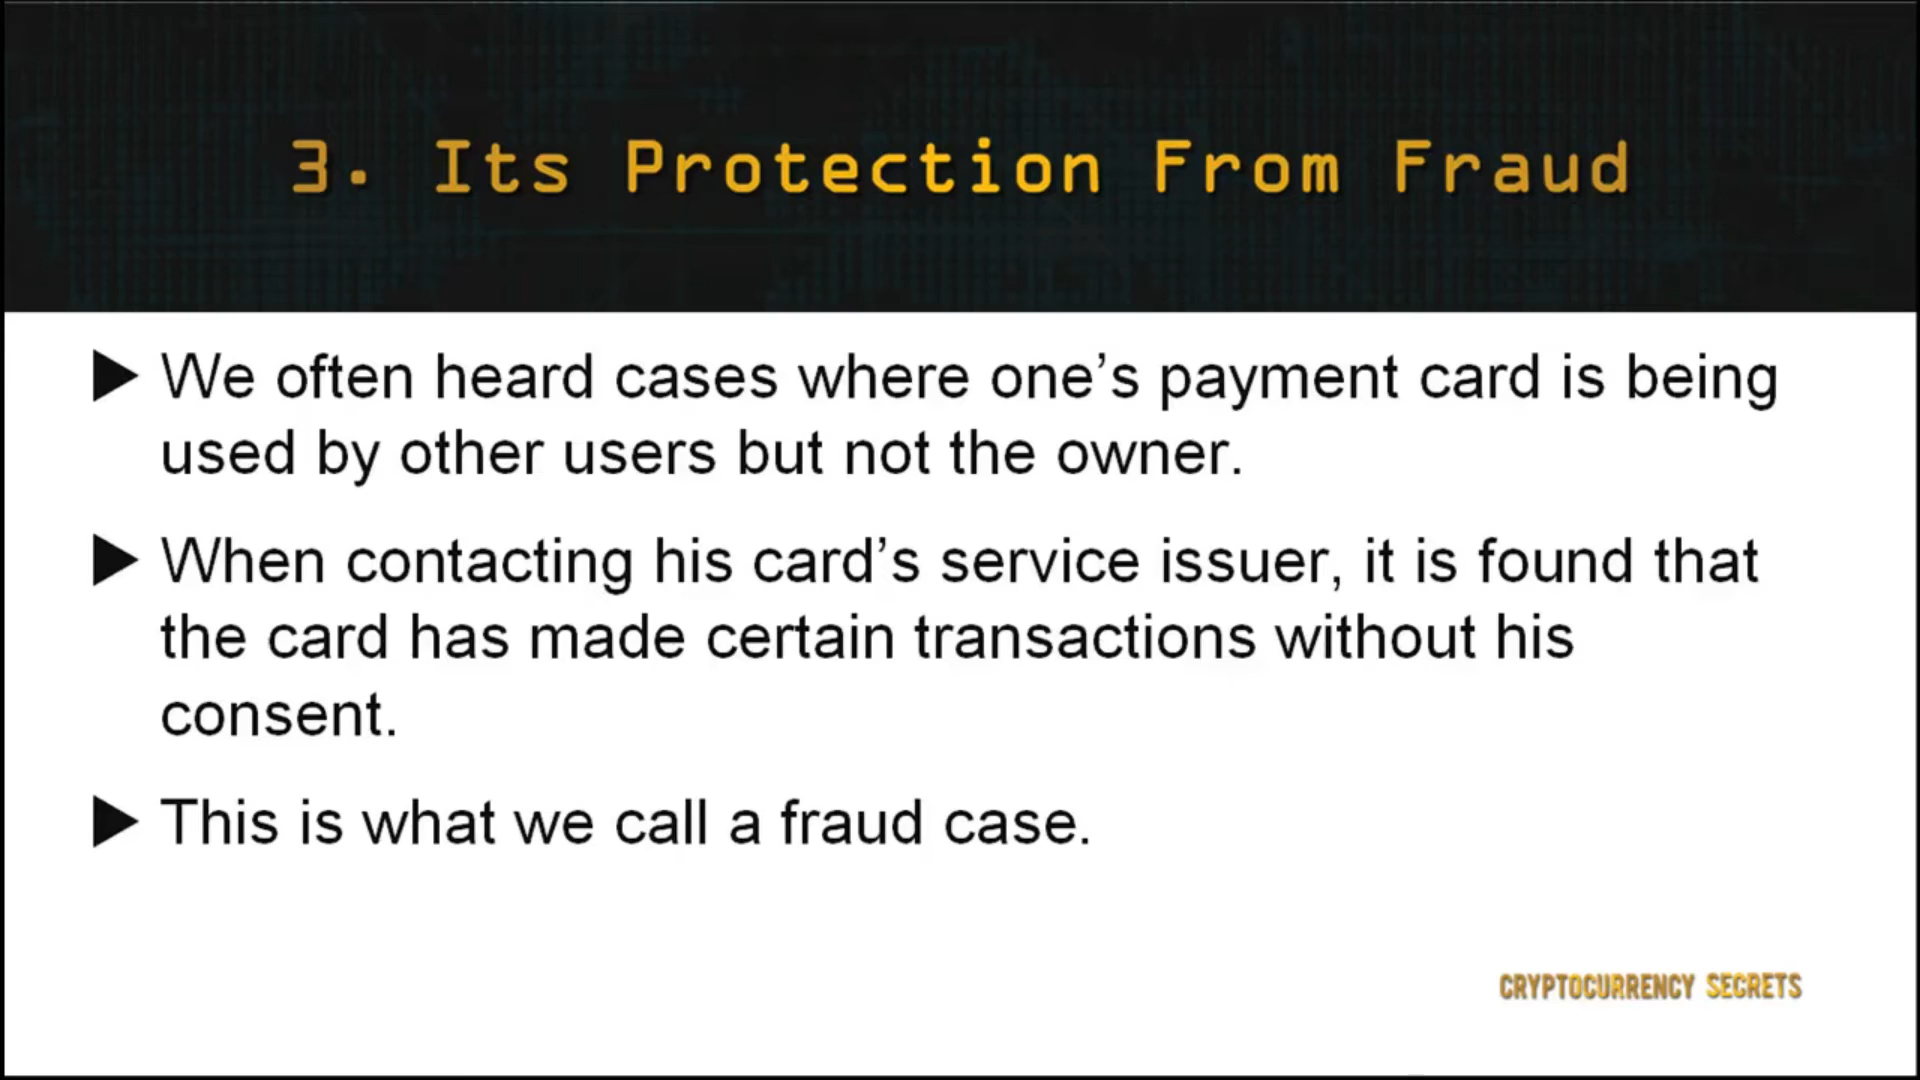 3. Its Protection From Fraud
We often heard cases where one’s payment card is being
used by other users but not the owner.
When contacting his card’s service issuer, it is found that
the card has made certain transactions without his
consent.
This is what we call a fraud case.
CRYPTOCURRENCY SECRETS